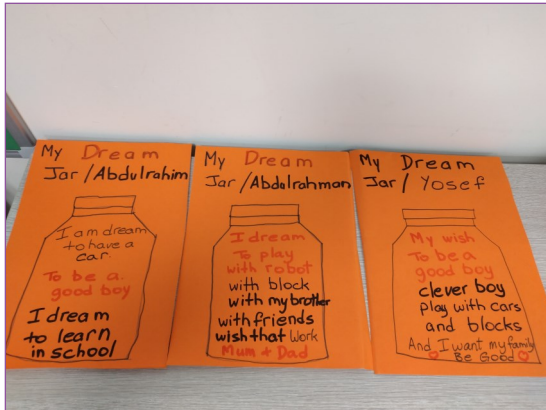 My Dream
Jar / Abdulrahim
I am dream
to have a
car.
To be a
good boy
I dream
to learn
in school
My Dream
Jar / Abdulrahman
I dream
To play
with robot
with block
with my brother
with friends
wish that work
Mum + Dad
My Dream
Jar / Yosef
My wish
To be a
good boy
clever boy
play with cars
and blocks
And I want my family
Be Good